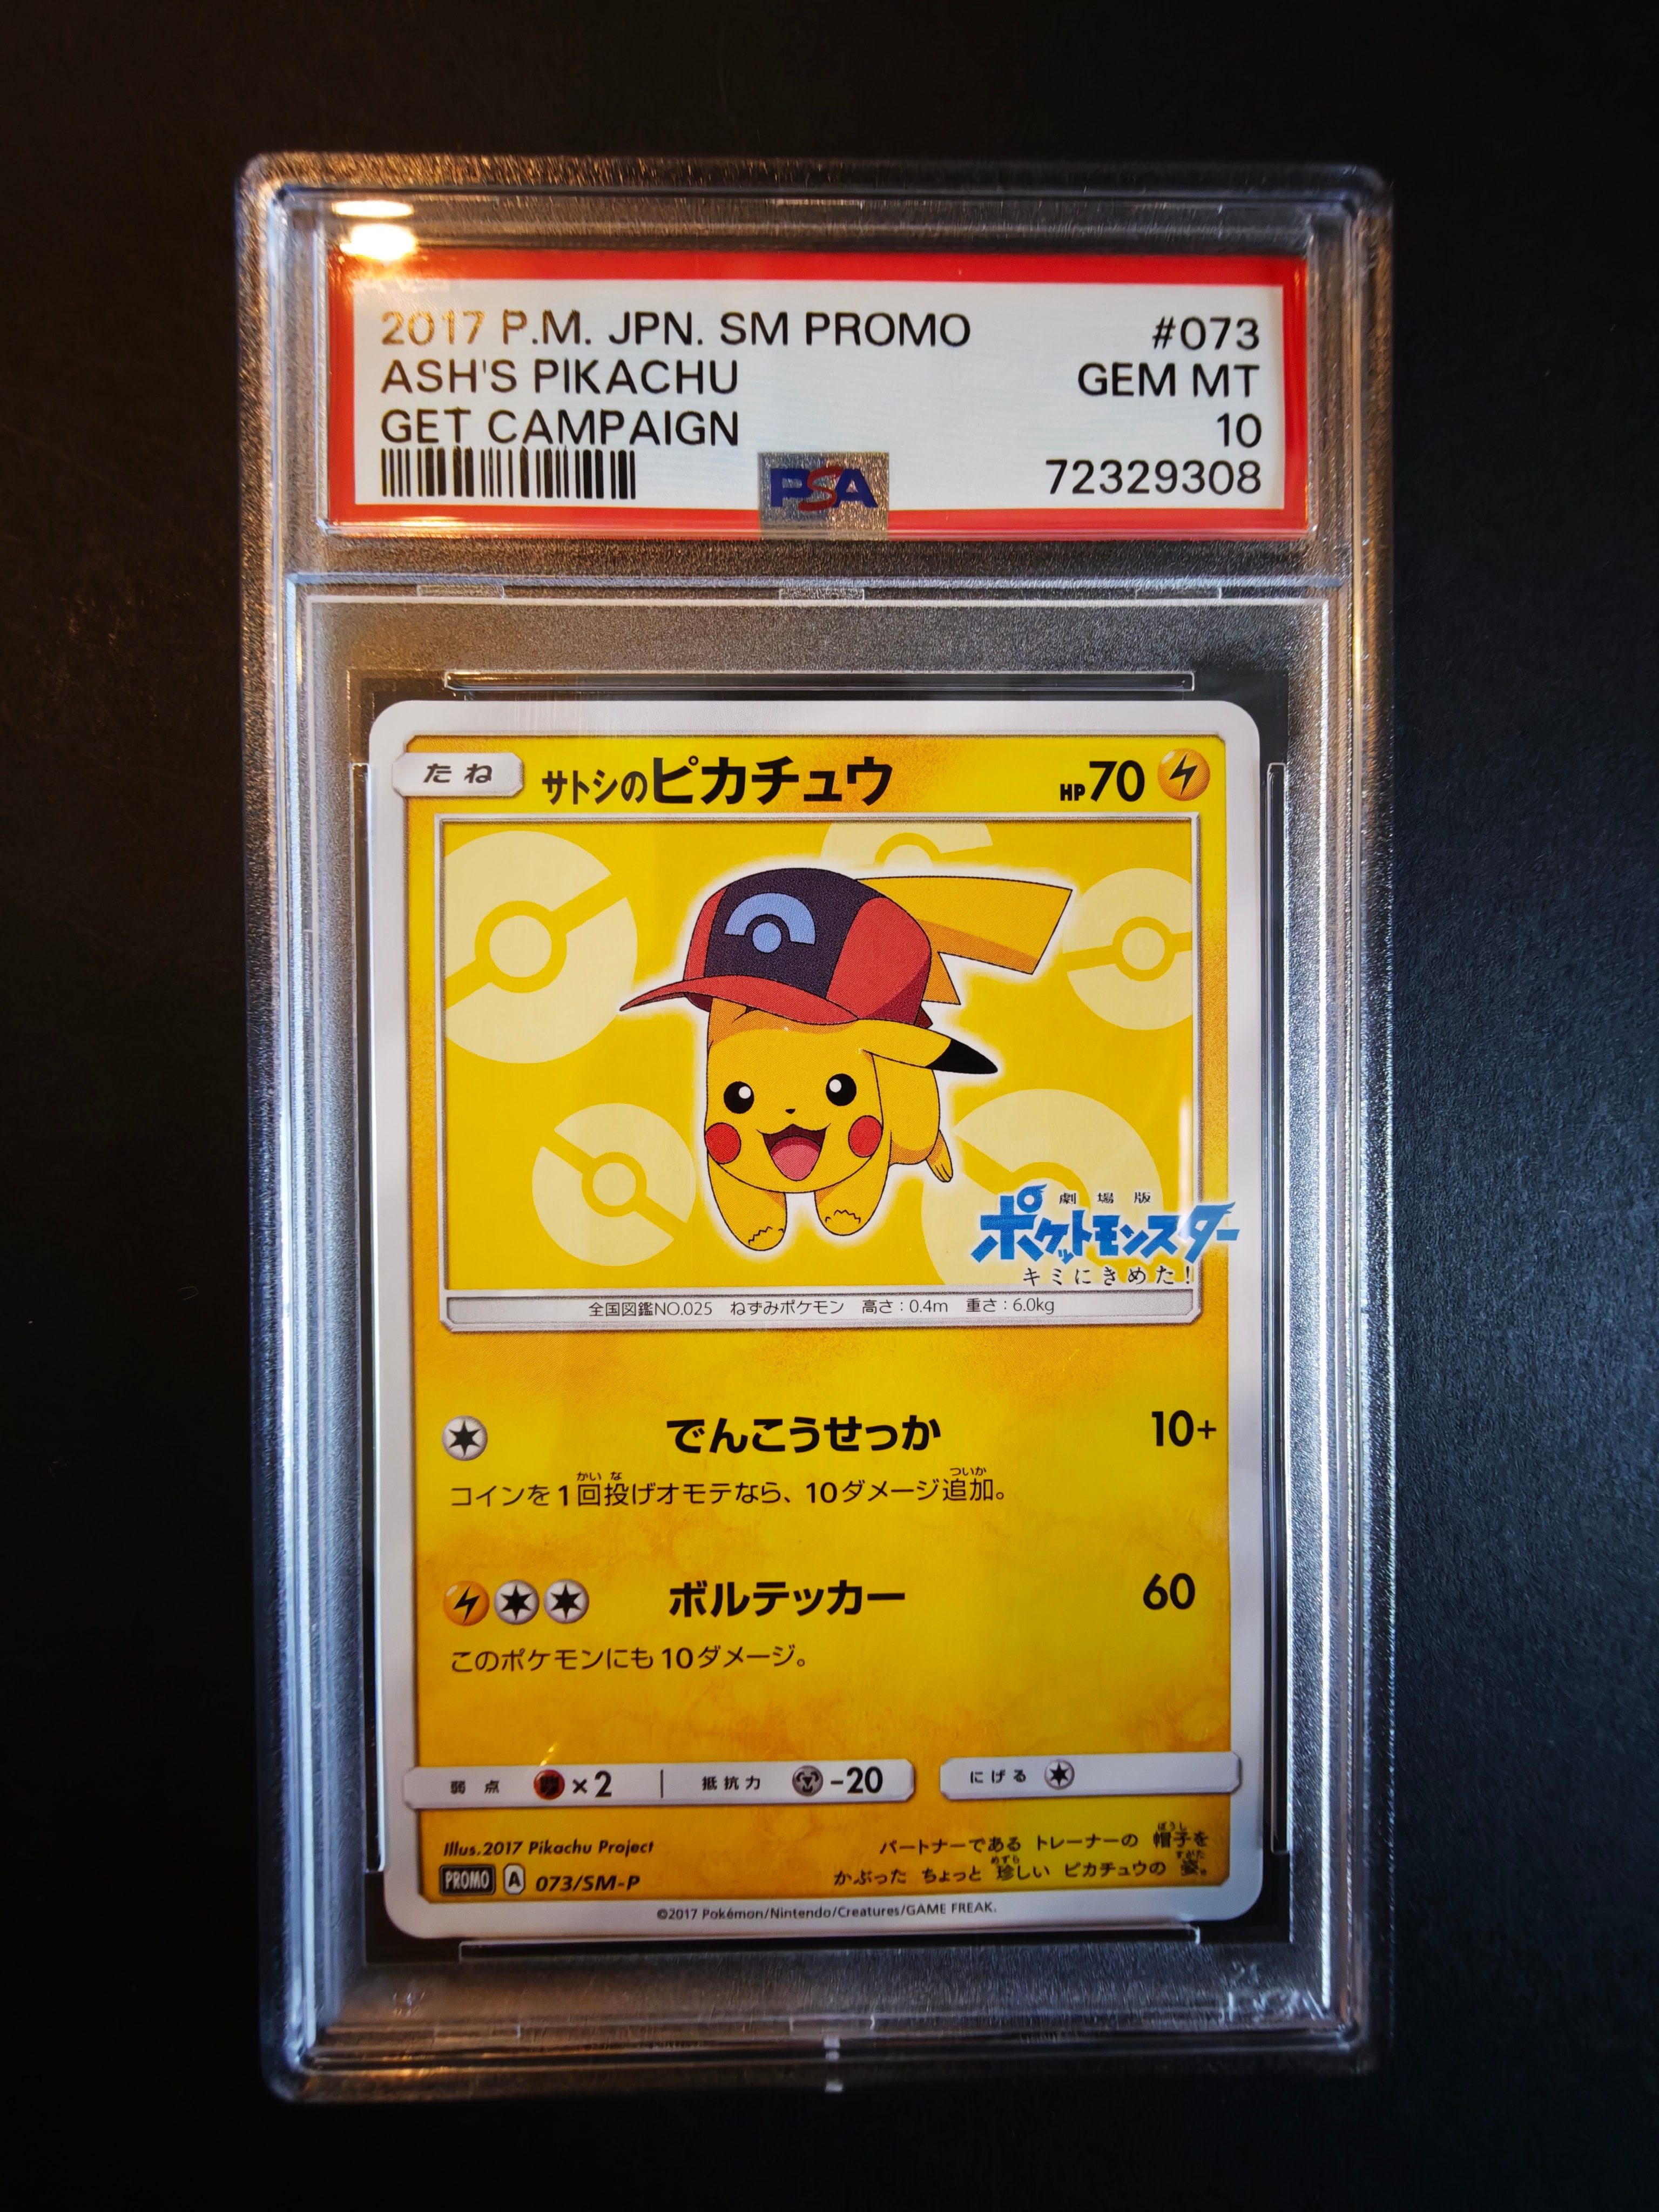 2017 P.M. JPN. SM PROMO #073
ASH'S PIKACHU GEM MT
GET CAMPAIGN 10
PSA 72329308
たね サトシのピカチュウ HP70
劇場版
ポケットモンスター
キミにきめた!
全国図鑑NO.025 ねずみポケモン 高さ:0.4m 重さ:6.0kg
でんこうせっか 10+
コインを1回投げオモテなら、10ダメージ追加。
ボルテッカー 60
このポケモンにも10ダメージ。
弱点 ×2 抵抗力 -20 にげる
Illus.2017 Pikachu Project
パートナーである トレーナーの 帽子を
かぶった ちょっと 珍しい ピカチュウの 姿。
PROMO A 073/SM-P
©2017 Pokémon/Nintendo/Creatures/GAME FREAK.